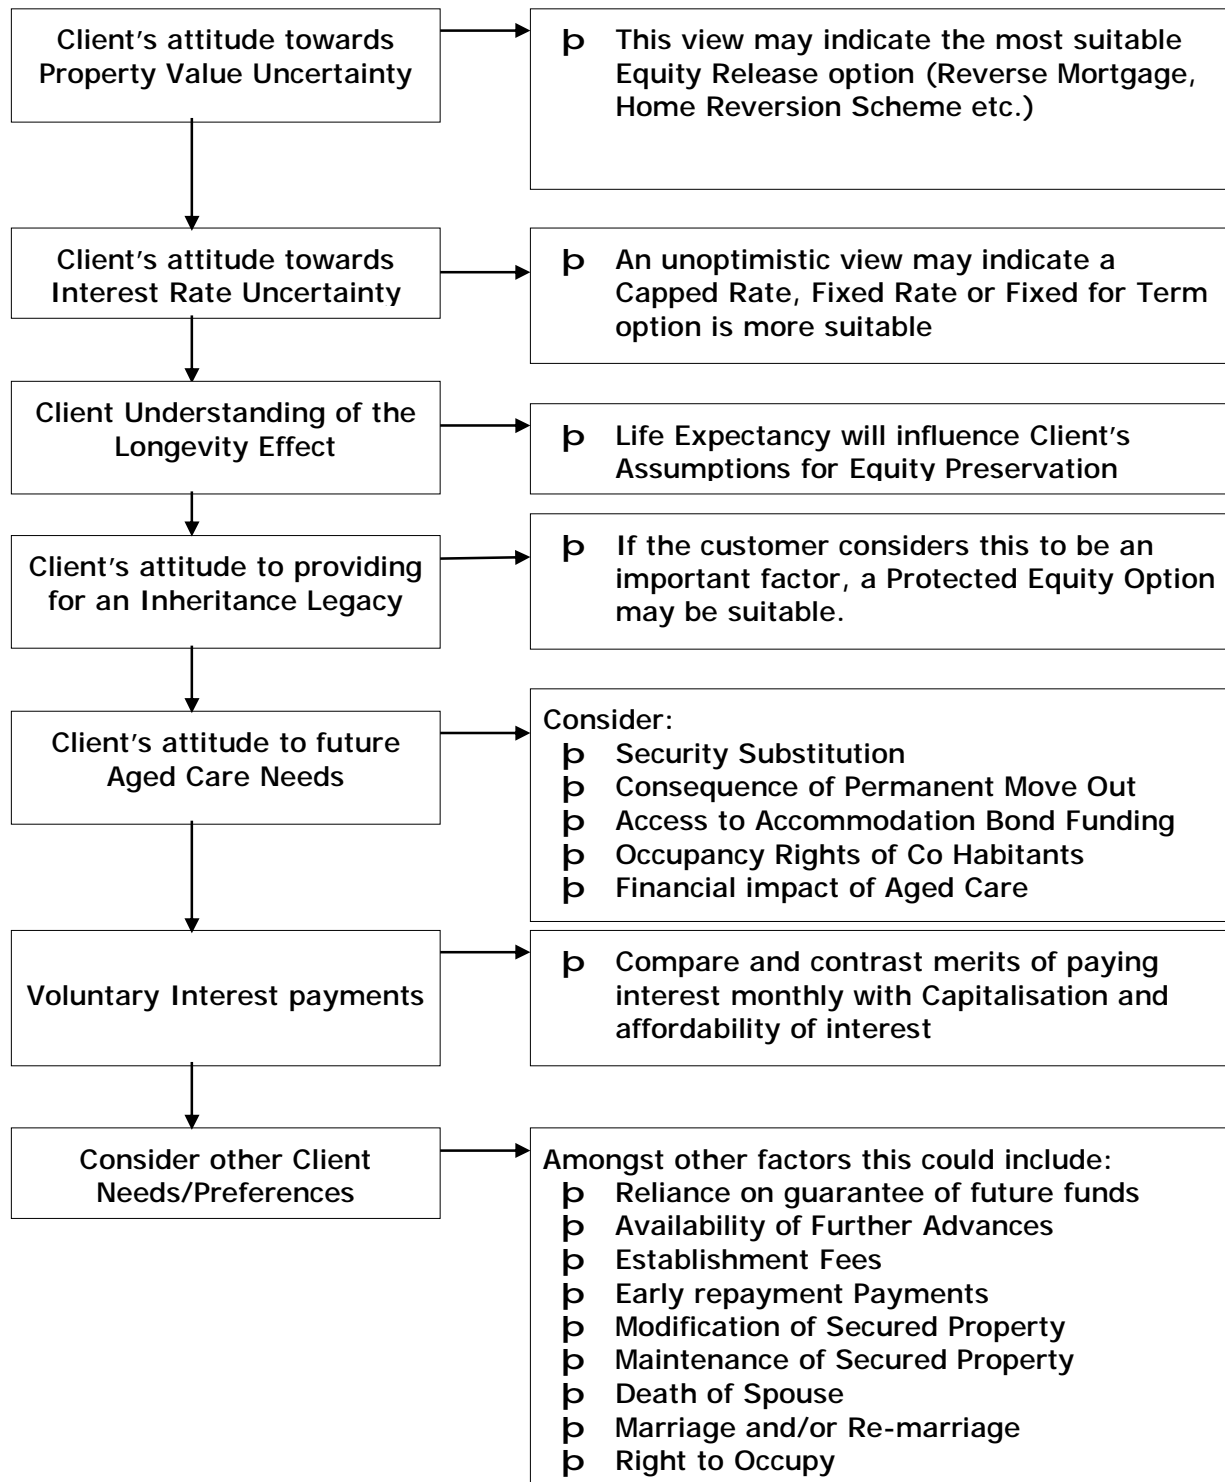 Client's attitude towards
Property Value Uncertainty
þ This view may indicate the most suitable
Equity Release option (Reverse Mortgage,
Home Reversion Scheme etc.)
Client's attitude towards
Interest Rate Uncertainty
þ An unoptimistic view may indicate a
Capped Rate, Fixed Rate or Fixed for Term
option is more suitable
Client Understanding of the
Longevity Effect
þ Life Expectancy will influence Client's
Assumptions for Equity Preservation
Client's attitude to providing
for an Inheritance Legacy
þ If the customer considers this to be an
important factor, a Protected Equity Option
may be suitable.
Client's attitude to future
Aged Care Needs
Consider:
þ Security Substitution
þ Consequence of Permanent Move Out
þ Access to Accommodation Bond Funding
þ Occupancy Rights of Co Habitants
þ Financial impact of Aged Care
Voluntary Interest payments
þ Compare and contrast merits of paying
interest monthly with Capitalisation and
affordability of interest
Consider other Client
Needs/Preferences
Amongst other factors this could include:
þ Reliance on guarantee of future funds
þ Availability of Further Advances
þ Establishment Fees
þ Early repayment Payments
þ Modification of Secured Property
þ Maintenance of Secured Property
þ Death of Spouse
þ Marriage and/or Re-marriage
þ Right to Occupy